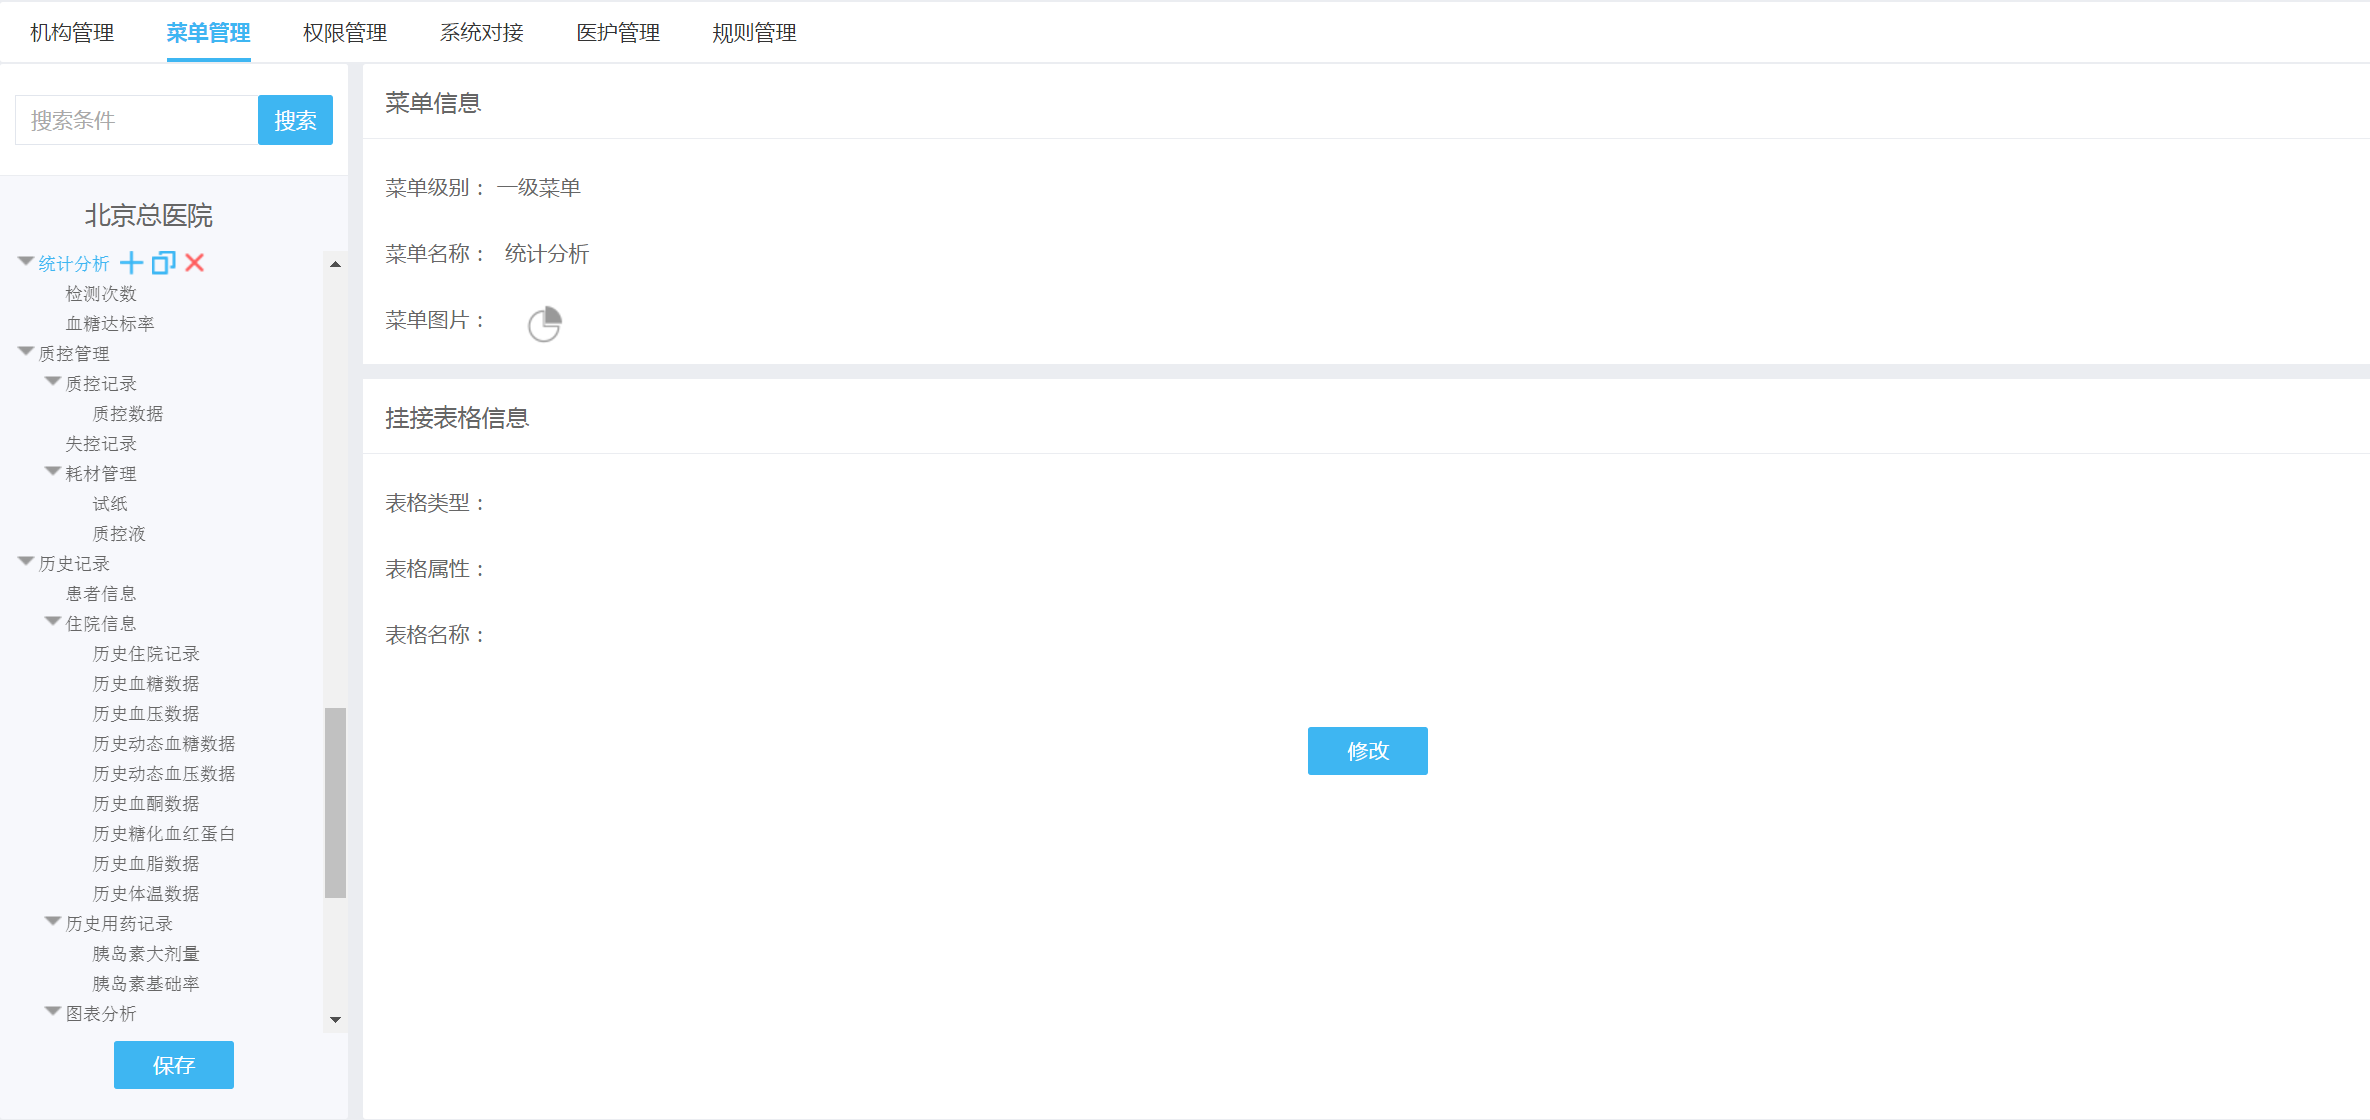 机构管理 菜单管理 权限管理 系统对接 医护管理 规则管理
搜索条件 搜索
北京总医院
统计分析
检测次数
血糖达标率
质控管理
质控记录
质控数据
失控记录
耗材管理
试纸
质控液
历史记录
患者信息
住院信息
历史住院记录
历史血糖数据
历史血压数据
历史动态血糖数据
历史动态血压数据
历史血酮数据
历史糖化血红蛋白
历史血脂数据
历史体温数据
历史用药记录
胰岛素大剂量
胰岛素基础率
图表分析
保存
菜单信息
菜单级别： 一级菜单
菜单名称： 统计分析
菜单图片：
挂接表格信息
表格类型：
表格属性：
表格名称：
修改